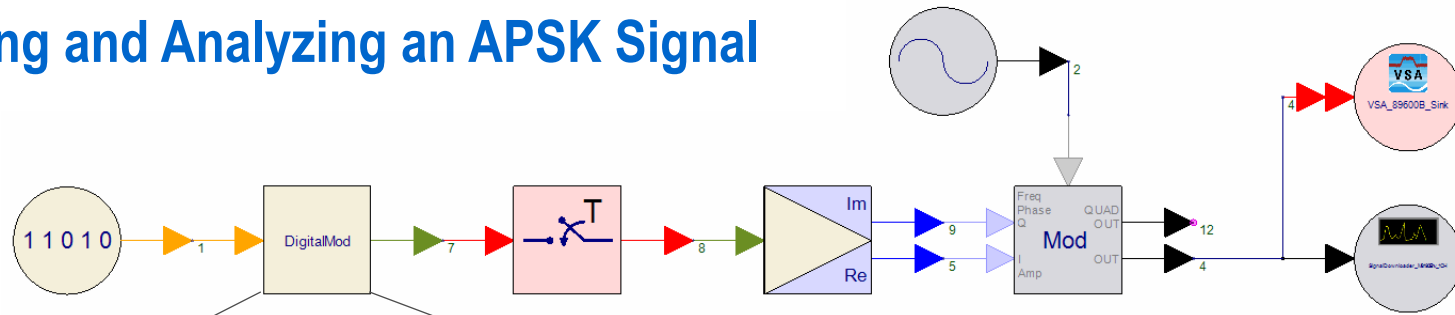 ng and Analyzing an APSK Signal
2
VSA
4
VSA_89600B_Sink
1 1 0 1 0
1
DigitalMod
7
T
8
Im
Re
9
5
Freq
Phase
Q
Mod
I
Amp
QUAD
OUT
OUT
12
4